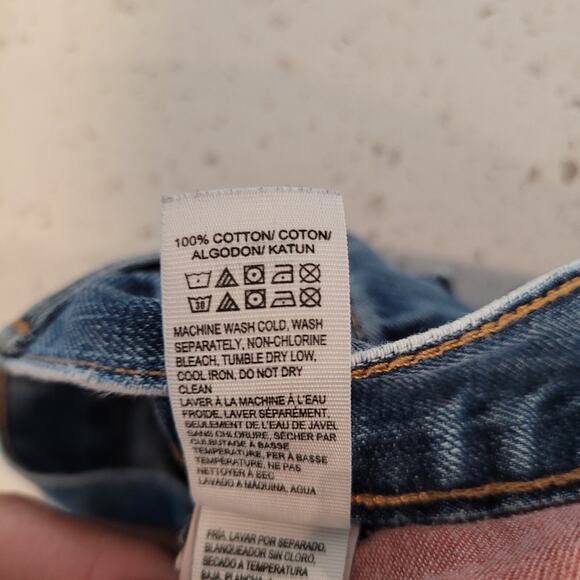 100% COTTON/ COTON/
ALGODON/ KATUN
30
MACHINE WASH COLD, WASH
SEPARATELY, NON-CHLORINE
BLEACH, TUMBLE DRY LOW,
COOL IRON, DO NOT DRY
CLEAN
LAVER À LA MACHINE À L'EAU
FROIDE, LAVER SÉPARÉMENT,
SEULEMENT DE L'EAU DE JAVEL
SANS CHLORURE, SÉCHER PAR
CULBUTAGE À BASSE
TEMPÉRATURE, FER À BASSE
TEMPÉRATURE, NE PAS
NETTOYER À SEC
LAVADO A MÁQUINA, AGUA
FRÍA, LAVAR POR SEPARADO,
BLANQUEADOR SIN CLORO,
SECADO A TEMPERATURA
BAJA, PLANCHA